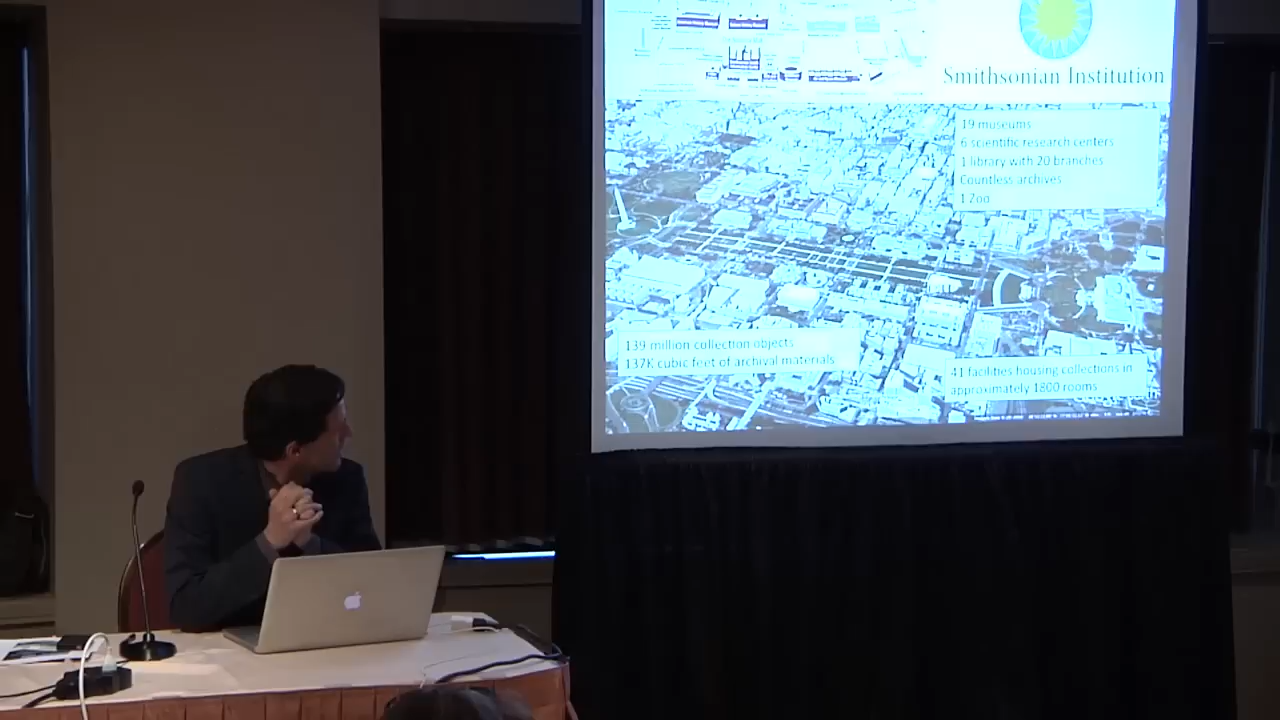 Smithsonian Institution
19 museums
6 scientific research centers
1 library with 20 branches
Countless archives
1 Zoo
139 million collection objects
137K cubic feet of archival materials
41 facilities housing collections in
approximately 1800 rooms